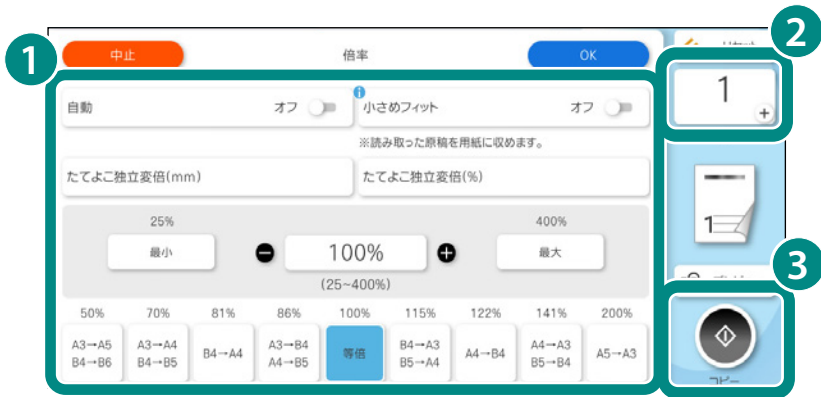 1
中止
倍率
OK
2
自動
オフ
小さめフィット
オフ
※読み取った原稿を用紙に収めます。
1
+
たてよこ独立変倍(mm)
たてよこ独立変倍(%)
25%
400%
最小
100%
最大
(25~400%)
1
3
50%
70%
81%
86%
100%
115%
122%
141%
200%
A3→A5
B4→B6
A3→A4
B4→B5
B4→A4
A3→B4
A4→B5
等倍
B4→A3
B5→A4
A4→B4
A4→A3
B5→B4
A5→A3